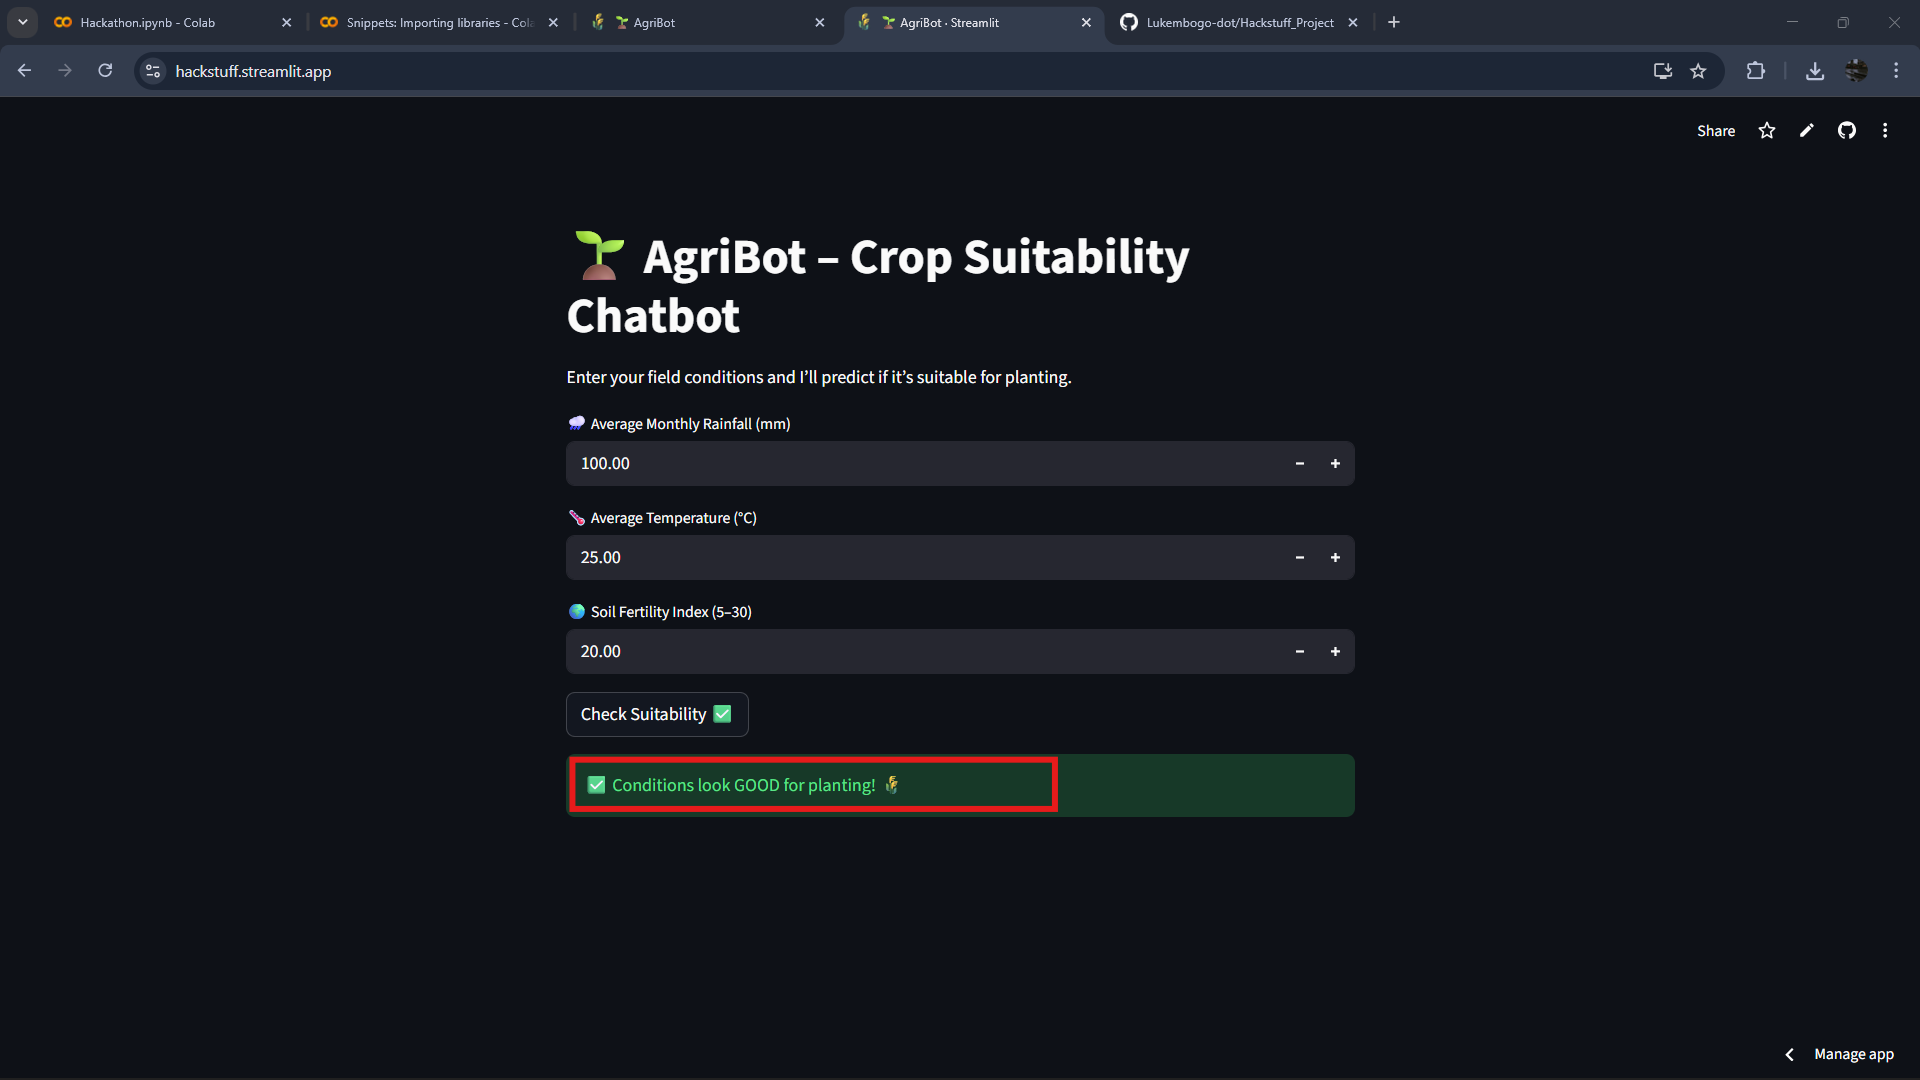 Hackathon.ipynb - Colab
Snippets: Importing libraries - Cola
AgriBot
AgriBot · Streamlit
Lukembogo-dot/Hackstuff_Project
hackstuff.streamlit.app
Share
AgriBot – Crop Suitability
Chatbot
Enter your field conditions and I’ll predict if it’s suitable for planting.
Average Monthly Rainfall (mm)
100.00
Average Temperature (°C)
25.00
Soil Fertility Index (5–30)
20.00
Check Suitability ✅
✅ Conditions look GOOD for planting!
Manage app